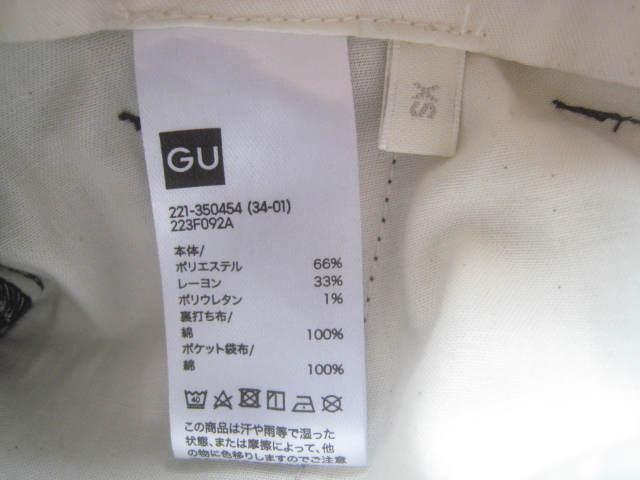 XS
GU
221-350454 (34-01)
223F092A
本体/
ポリエステル 66%
レーヨン 33%
ポリウレタン 1%
裏打ち布/
綿 100%
ポケット袋布/
綿 100%
40
この商品は汗や雨等で湿った
状態、または摩擦によって、他
の物に色移りしますのでご注意